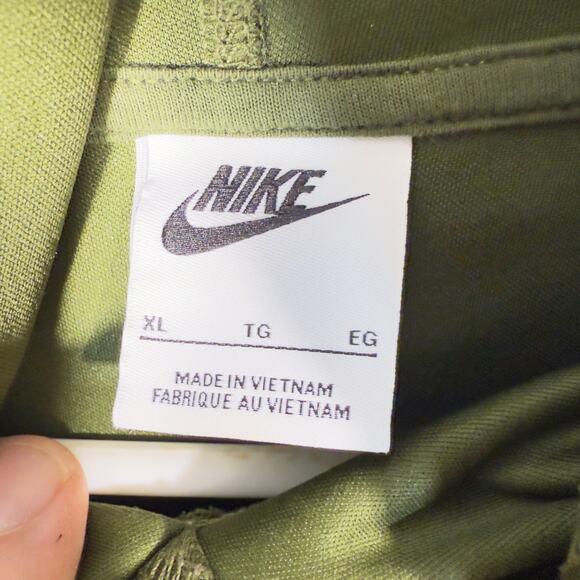 NIKE
XL TG EG
MADE IN VIETNAM
FABRIQUE AU VIETNAM